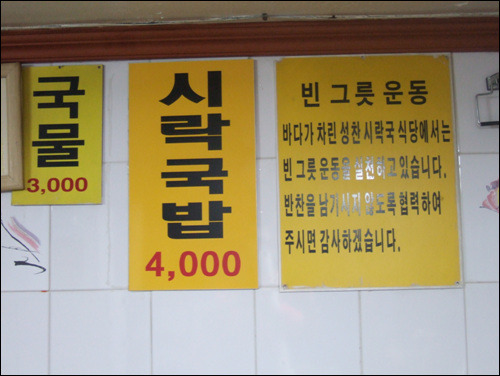 국물
3,000
시락국밥
4,000
빈 그릇 운동
바다가 차린 성찬 시락국 식당에서는
빈 그릇 운동을 실천하고 있습니다.
반찬을 남기시지 않도록 협력하여
주시면 감사하겠습니다.